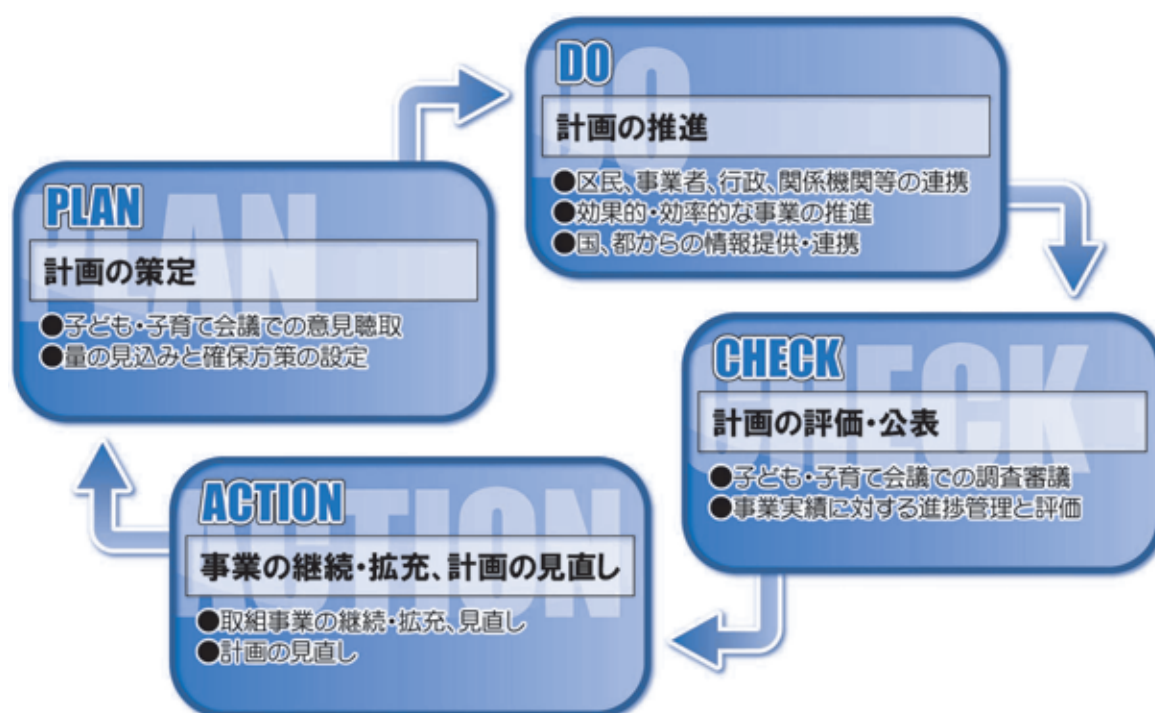 PLAN
計画の策定
●子ども・子育て会議での意見聴取
●量の見込みと確保方策の設定
DO
計画の推進
●区民、事業者、行政、関係機関等の連携
●効果的・効率的な事業の推進
●国、都からの情報提供・連携
CHECK
計画の評価・公表
●子ども・子育て会議での調査審議
●事業実績に対する進捗管理と評価
ACTION
事業の継続・拡充、計画の見直し
●取組事業の継続・拡充、見直し
●計画の見直し